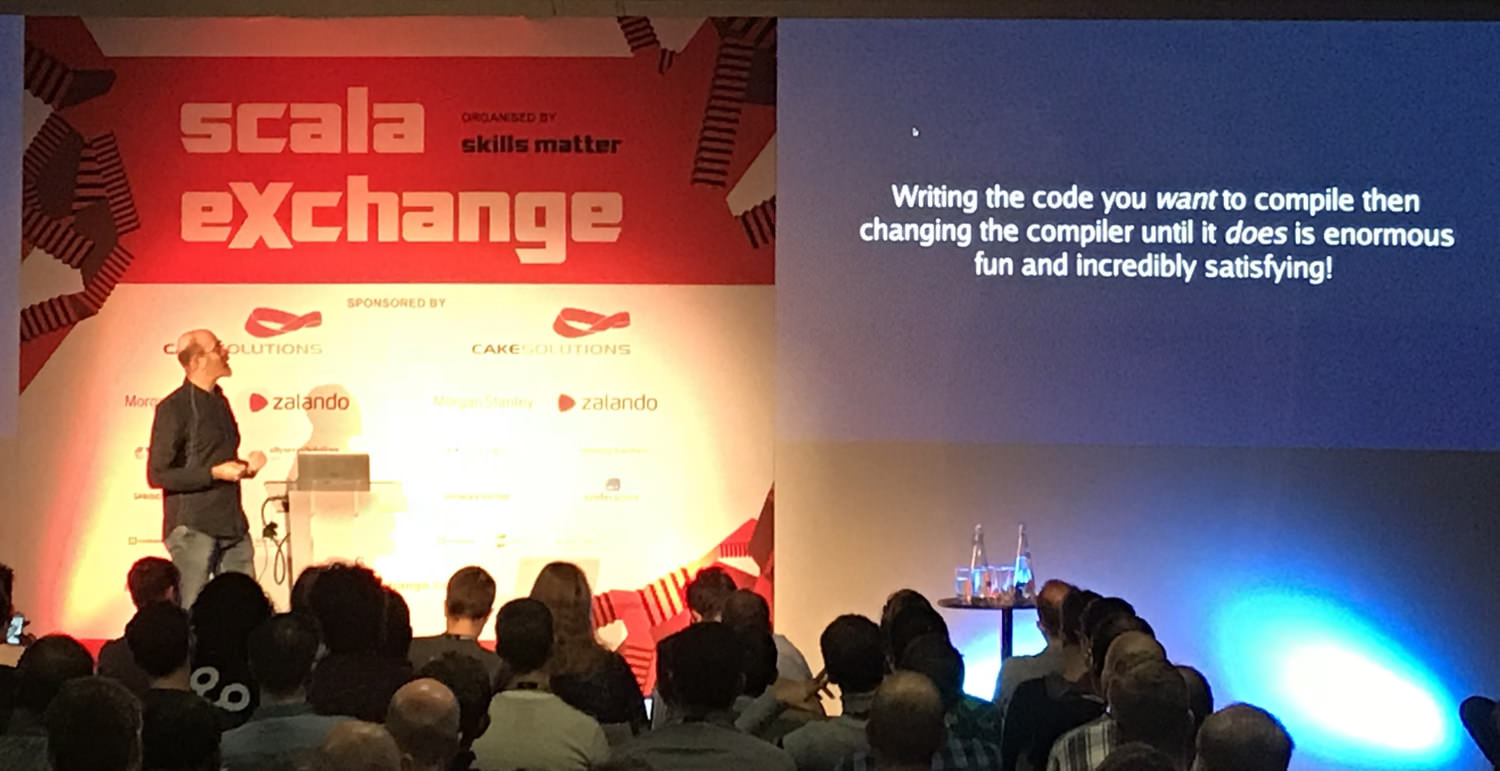 scala
ORGANISED BY
skills matter
eXchange
Writing the code you want to compile then
changing the compiler until it does is enormous
fun and incredibly satisfying!
SPONSORED BY
OLUTIONS
CAKESOLUTIONS
zalando
Morgan Stanley
zalando